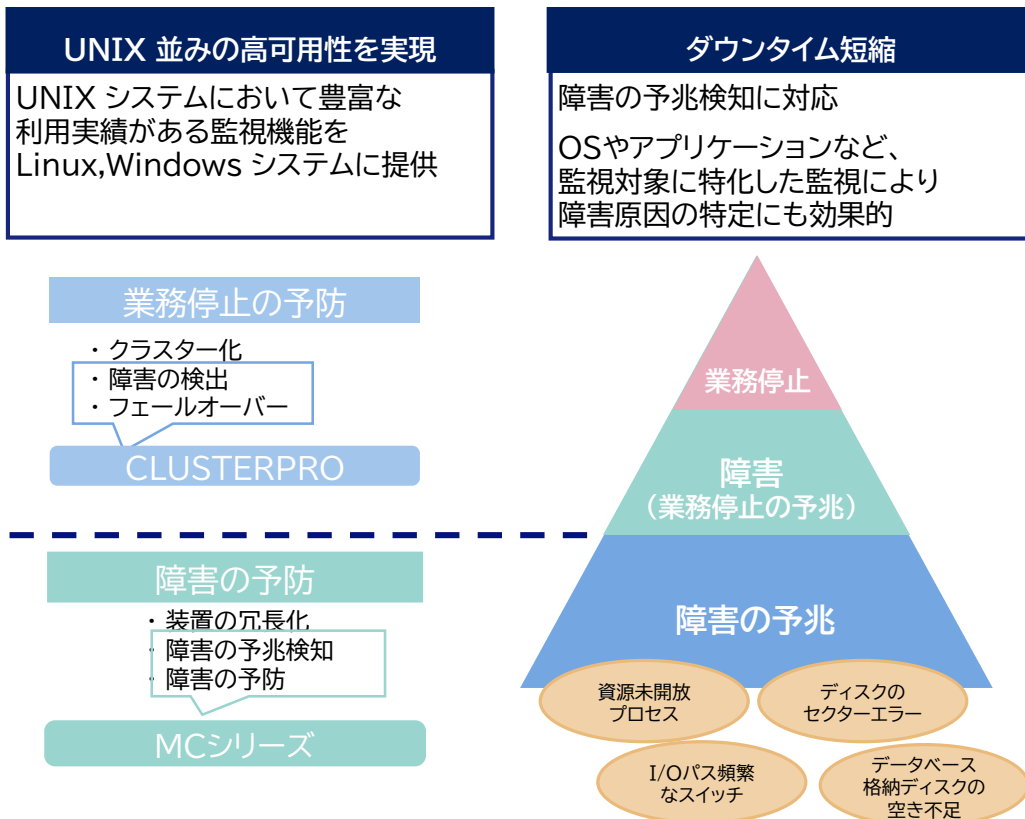 UNIX 並みの高可用性を実現
UNIX システムにおいて豊富な
利用実績がある監視機能を
Linux,Windows システムに提供
ダウンタイム短縮
障害の予兆検知に対応
OSやアプリケーションなど、
監視対象に特化した監視により
障害原因の特定にも効果的
業務停止の予防
・クラスター化
・障害の検出
・フェールオーバー
CLUSTERPRO
障害の予防
・装置の冗長化
・障害の予兆検知
・障害の予防
MCシリーズ
業務停止
障害
（業務停止の予兆）
障害の予兆
資源未開放
プロセス
ディスクの
セクターエラー
I/Oパス頻繁
なスイッチ
データベース
格納ディスクの
空き不足